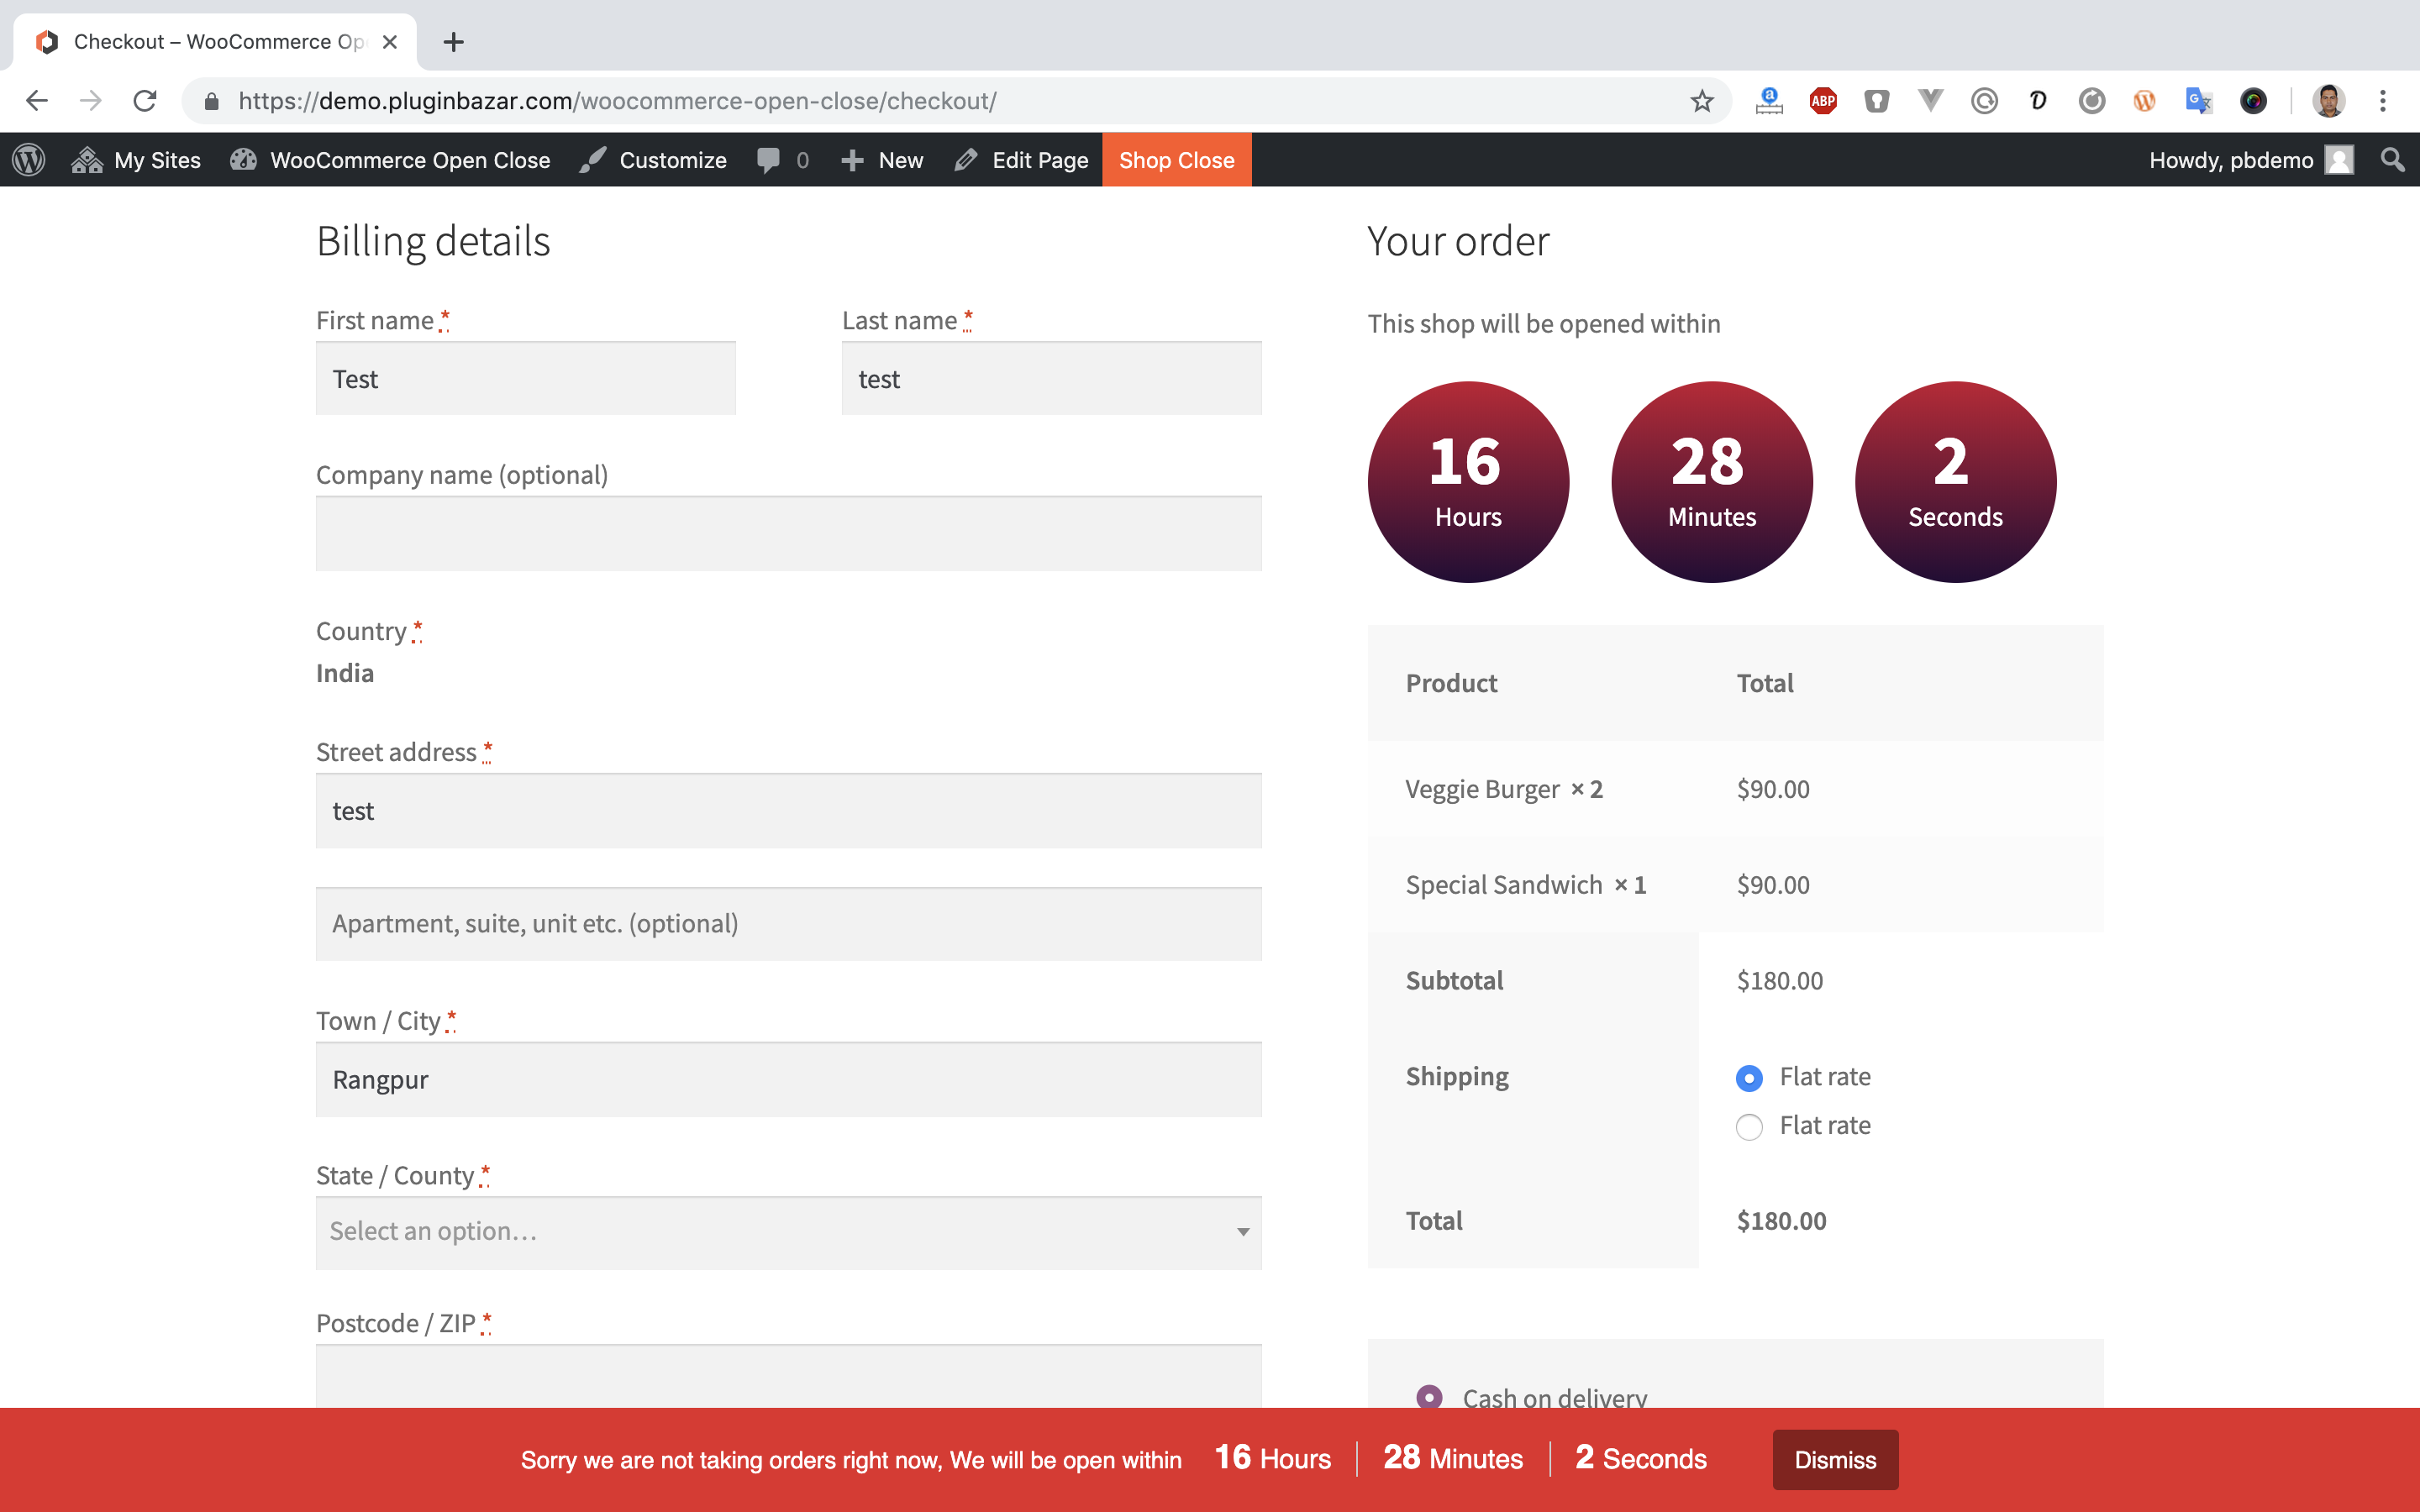 Checkout – WooCommerce Op
https://demo.pluginbazar.com/woocommerce-open-close/checkout/
ABP
My Sites
WooCommerce Open Close
Customize
0
New
Edit Page
Shop Close
Howdy, pbdemo
Billing details
First name *
Last name *
Test
test
Company name (optional)
Country *
India
Street address *
test
Apartment, suite, unit etc. (optional)
Town / City *
Rangpur
State / County *
Select an option…
Postcode / ZIP *
Your order
This shop will be opened within
16 Hours
28 Minutes
2 Seconds
Product Total
Veggie Burger × 2 $90.00
Special Sandwich × 1 $90.00
Subtotal $180.00
Shipping Flat rate
Flat rate
Total $180.00
Cash on delivery
Sorry we are not taking orders right now, We will be open within 16 Hours 28 Minutes 2 Seconds Dismiss